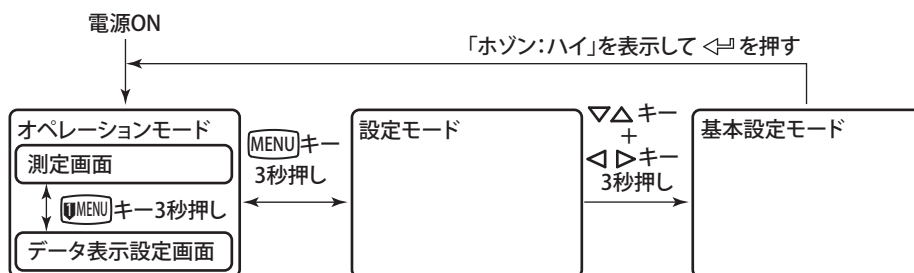 電源ON
「ホゾン：ハイ」を表示して を押す
オペレーションモード
測定画面
MENUキー3秒押し
データ表示設定画面
MENUキー
3秒押し
設定モード
▽△キー
+
◁ ▷キー
3秒押し
基本設定モード